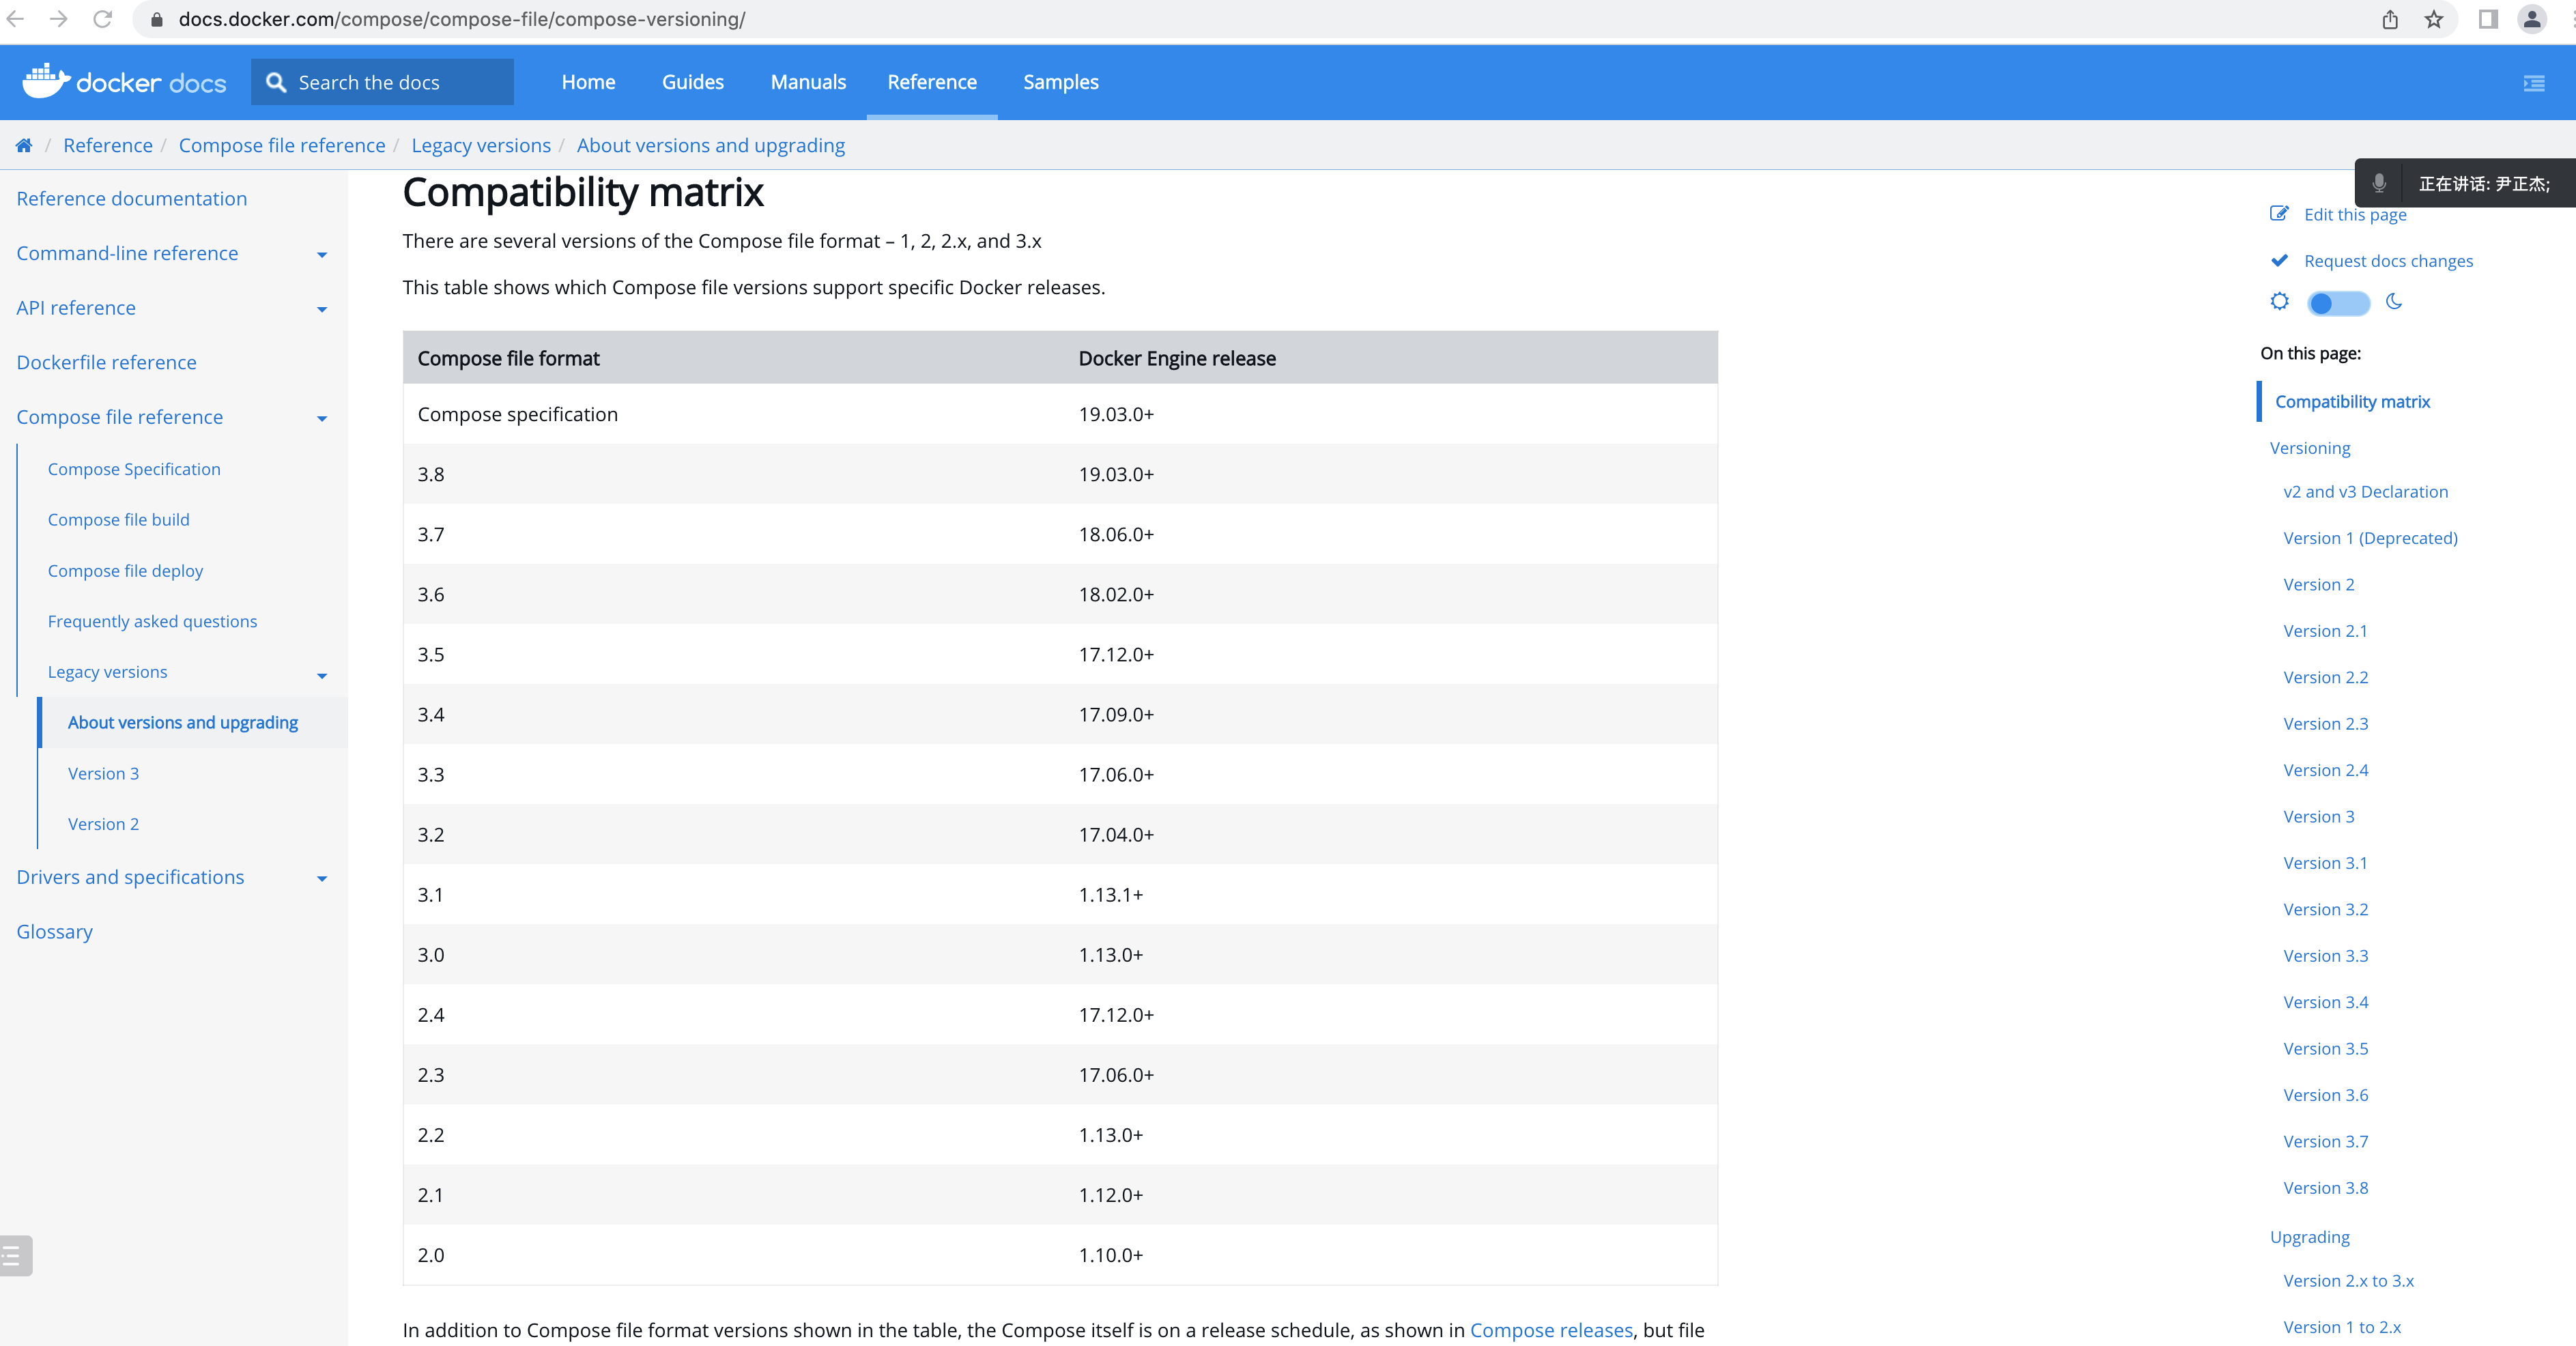 docs.docker.com/compose/compose-file/compose-versioning/
docker docs
Search the docs
Home
Guides
Manuals
Reference
Samples
/ Reference / Compose file reference / Legacy versions / About versions and upgrading
正在讲话: 尹正杰;
Reference documentation
Command-line reference
API reference
Dockerfile reference
Compose file reference
Compose Specification
Compose file build
Compose file deploy
Frequently asked questions
Legacy versions
About versions and upgrading
Version 3
Version 2
Drivers and specifications
Glossary
Compatibility matrix
There are several versions of the Compose file format – 1, 2, 2.x, and 3.x
This table shows which Compose file versions support specific Docker releases.
Compose file format Docker Engine release
Compose specification 19.03.0+
3.8 19.03.0+
3.7 18.06.0+
3.6 18.02.0+
3.5 17.12.0+
3.4 17.09.0+
3.3 17.06.0+
3.2 17.04.0+
3.1 1.13.1+
3.0 1.13.0+
2.4 17.12.0+
2.3 17.06.0+
2.2 1.13.0+
2.1 1.12.0+
2.0 1.10.0+
In addition to Compose file format versions shown in the table, the Compose itself is on a release schedule, as shown in Compose releases, but file
Edit this page
Request docs changes
On this page:
Compatibility matrix
Versioning
v2 and v3 Declaration
Version 1 (Deprecated)
Version 2
Version 2.1
Version 2.2
Version 2.3
Version 2.4
Version 3
Version 3.1
Version 3.2
Version 3.3
Version 3.4
Version 3.5
Version 3.6
Version 3.7
Version 3.8
Upgrading
Version 2.x to 3.x
Version 1 to 2.x